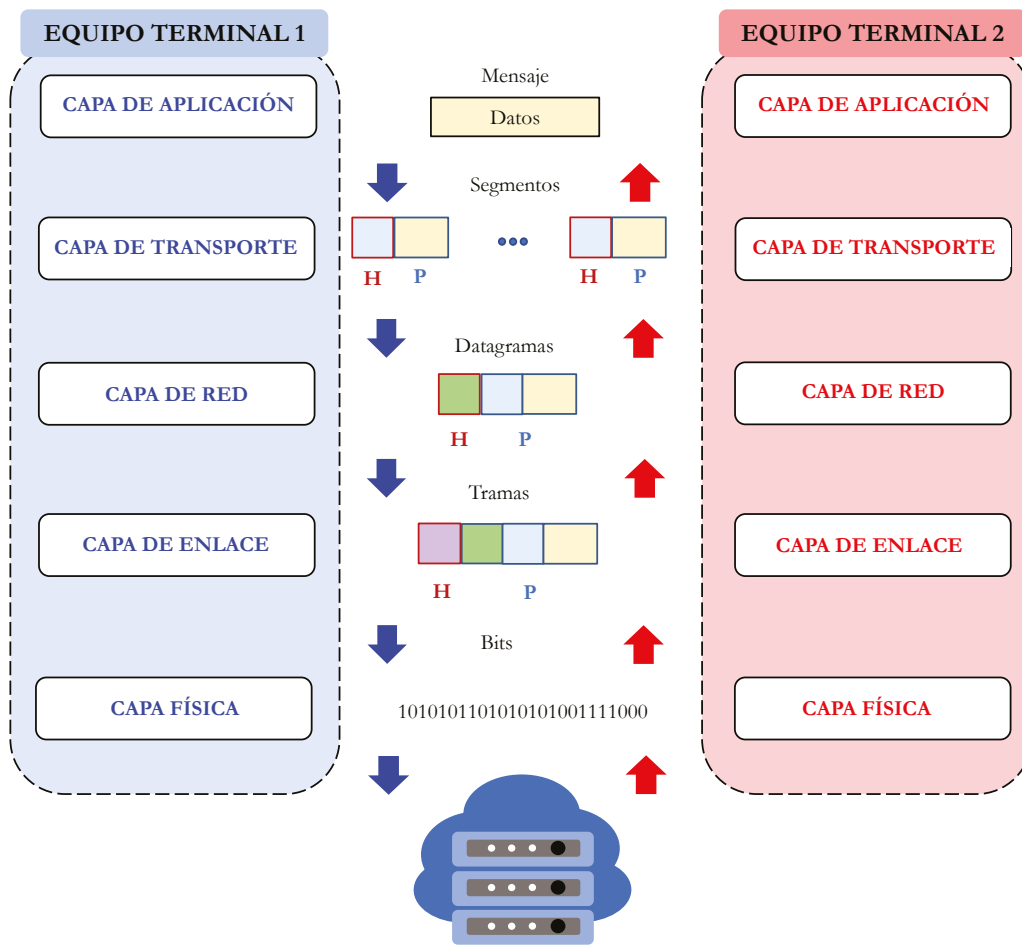 EQUIPO TERMINAL 1
EQUIPO TERMINAL 2
CAPA DE APLICACIÓN
Mensaje
Datos
CAPA DE APLICACIÓN
Segmentos
CAPA DE TRANSPORTE
H P
H P
CAPA DE TRANSPORTE
Datagramas
CAPA DE RED
H P
CAPA DE RED
Tramas
CAPA DE ENLACE
H P
CAPA DE ENLACE
Bits
CAPA FÍSICA
1010101101010101001111000
CAPA FÍSICA